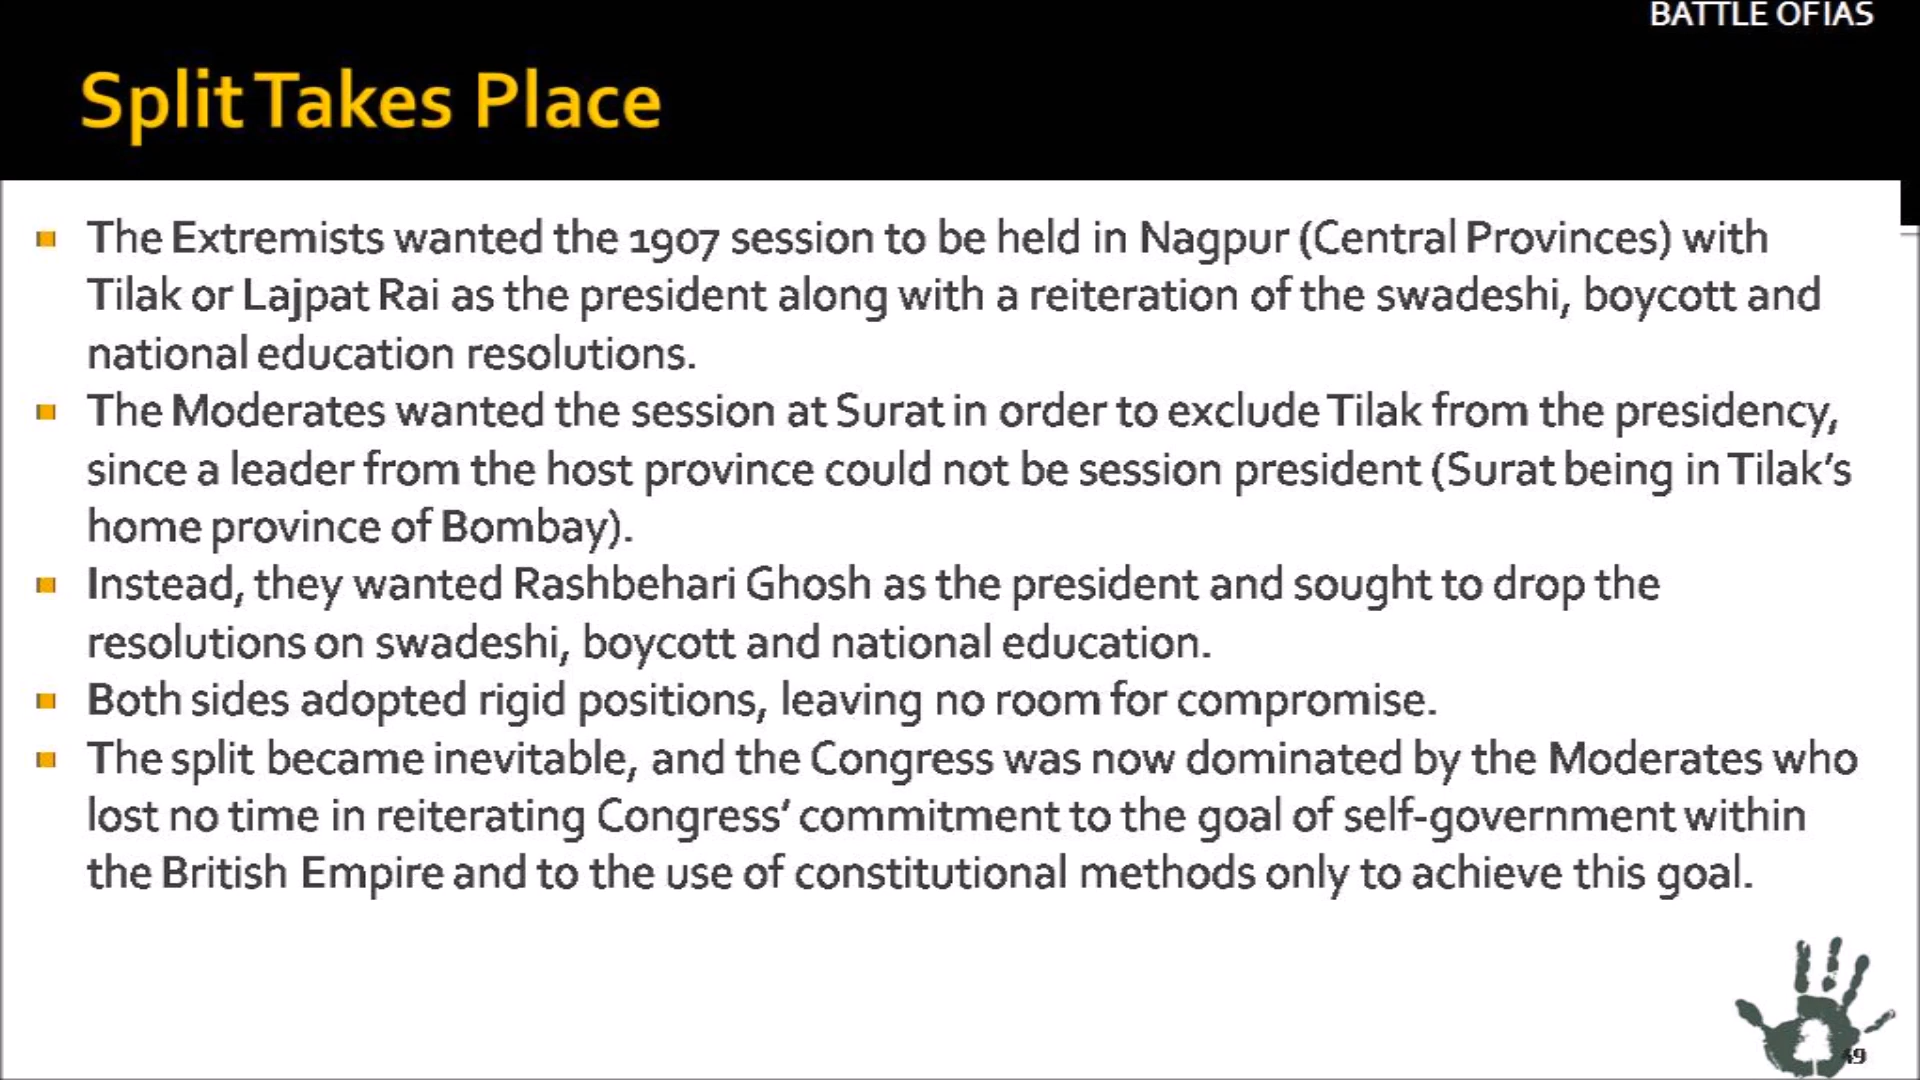 BATTLE OF IAS
Split Takes Place
The Extremists wanted the 1907 session to be held in Nagpur (Central Provinces) with
Tilak or Lajpat Rai as the president along with a reiteration of the swadeshi, boycott and
national education resolutions.
The Moderates wanted the session at Surat in order to exclude Tilak from the presidency,
since a leader from the host province could not be session president (Surat being in Tilak's
home province of Bombay).
Instead, they wanted Rashbehari Ghosh as the president and sought to drop the
resolutions on swadeshi, boycott and national education.
Both sides adopted rigid positions, leaving no room for compromise.
The split became inevitable, and the Congress was now dominated by the Moderates who
lost no time in reiterating Congress' commitment to the goal of self-government within
the British Empire and to the use of constitutional methods only to achieve this goal.
49